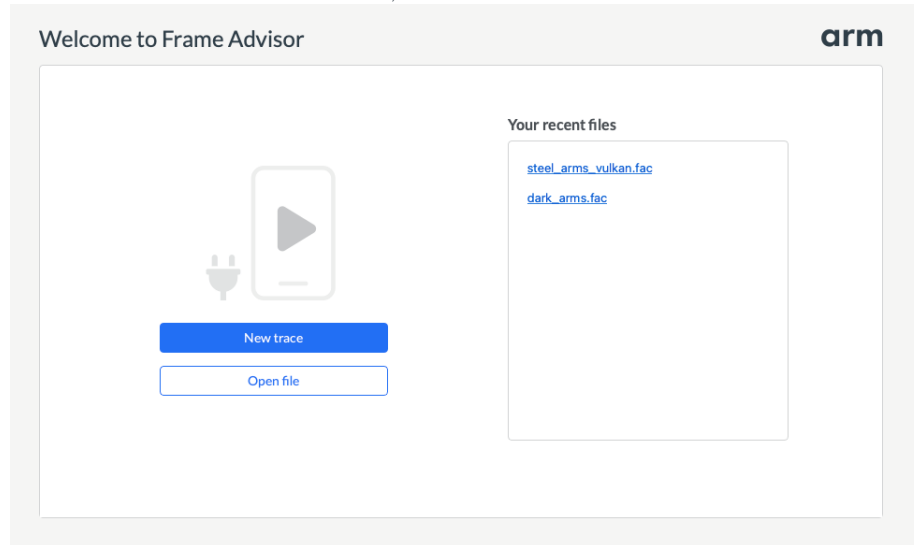 Welcome to Frame Advisor
arm
Your recent files
steel_arms_vulkan.fac
dark_arms.fac
New trace
Open file